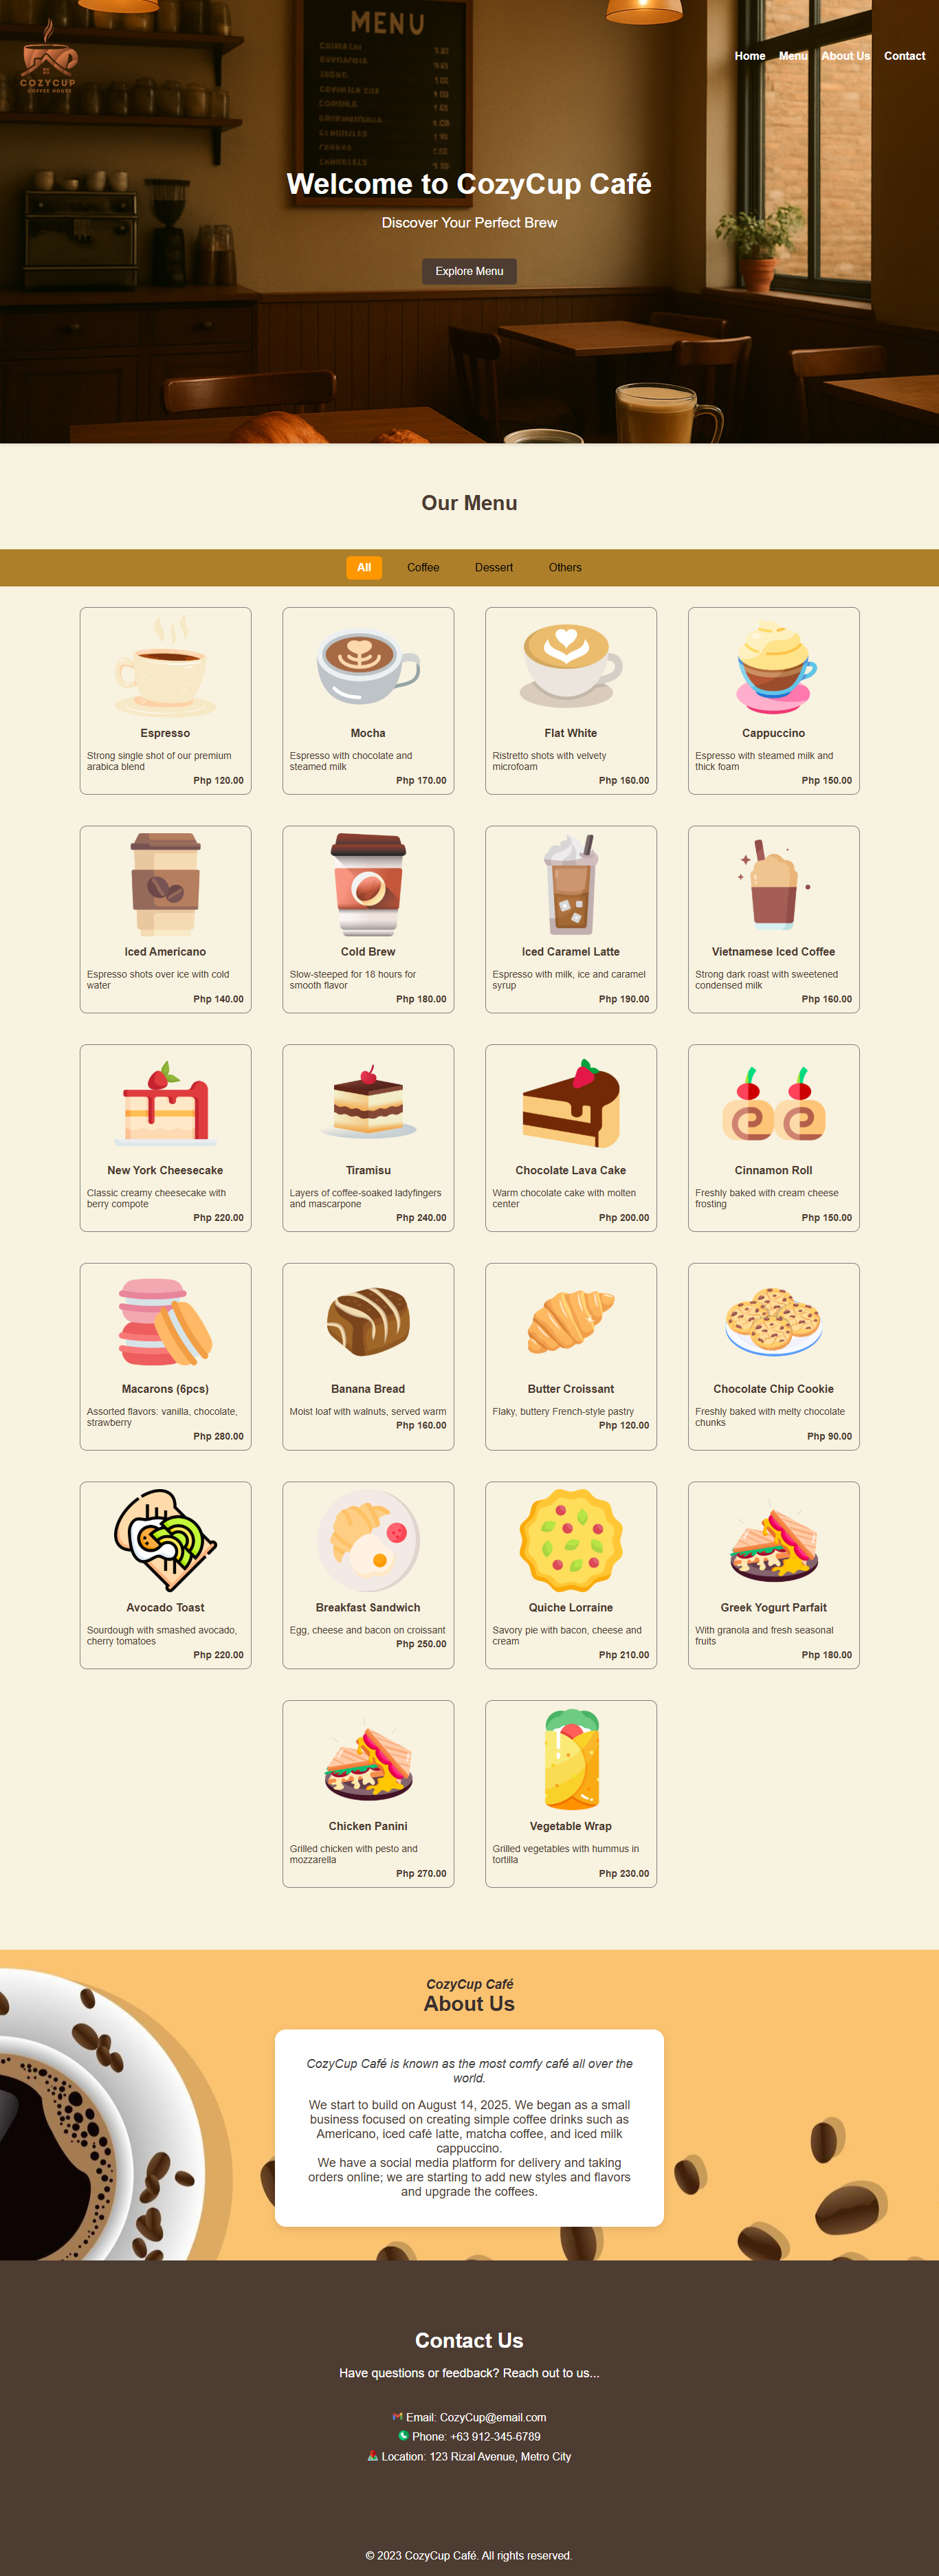 COZYCUP
COFFEE HOUSE
Home Menu About Us Contact
MENU
Welcome to CozyCup Café
Discover Your Perfect Brew
Explore Menu
Our Menu
All Coffee Dessert Others
Espresso
Strong single shot of our premium
arabica blend
Php 120.00
Mocha
Espresso with chocolate and
steamed milk
Php 170.00
Flat White
Ristretto shots with velvety
microfoam
Php 160.00
Cappuccino
Espresso with steamed milk and
thick foam
Php 150.00
Iced Americano
Espresso shots over ice with cold
water
Php 140.00
Cold Brew
Slow-steeped for 18 hours for
smooth flavor
Php 180.00
Iced Caramel Latte
Espresso with milk, ice and caramel
syrup
Php 190.00
Vietnamese Iced Coffee
Strong dark roast with sweetened
condensed milk
Php 160.00
New York Cheesecake
Classic creamy cheesecake with
berry compote
Php 220.00
Tiramisu
Layers of coffee-soaked ladyfingers
and mascarpone
Php 240.00
Chocolate Lava Cake
Warm chocolate cake with molten
center
Php 200.00
Cinnamon Roll
Freshly baked with cream cheese
frosting
Php 150.00
Macarons (6pcs)
Assorted flavors: vanilla, chocolate,
strawberry
Php 280.00
Banana Bread
Moist loaf with walnuts, served warm
Php 160.00
Butter Croissant
Flaky, buttery French-style pastry
Php 120.00
Chocolate Chip Cookie
Freshly baked with melty chocolate
chunks
Php 90.00
Avocado Toast
Sourdough with smashed avocado,
cherry tomatoes
Php 220.00
Breakfast Sandwich
Egg, cheese and bacon on croissant
Php 250.00
Quiche Lorraine
Savory pie with bacon, cheese and
cream
Php 210.00
Greek Yogurt Parfait
With granola and fresh seasonal
fruits
Php 180.00
Chicken Panini
Grilled chicken with pesto and
mozzarella
Php 270.00
Vegetable Wrap
Grilled vegetables with hummus in
tortilla
Php 230.00
CozyCup Café
About Us
CozyCup Café is known as the most comfy café all over the
world.
We start to build on August 14, 2025. We began as a small
business focused on creating simple coffee drinks such as
Americano, iced café latte, matcha coffee, and iced milk
cappuccino.
We have a social media platform for delivery and taking
orders online; we are starting to add new styles and flavors
and upgrade the coffees.
Contact Us
Have questions or feedback? Reach out to us...
Email: CozyCup@email.com
Phone: +63 912-345-6789
Location: 123 Rizal Avenue, Metro City
© 2023 CozyCup Café. All rights reserved.